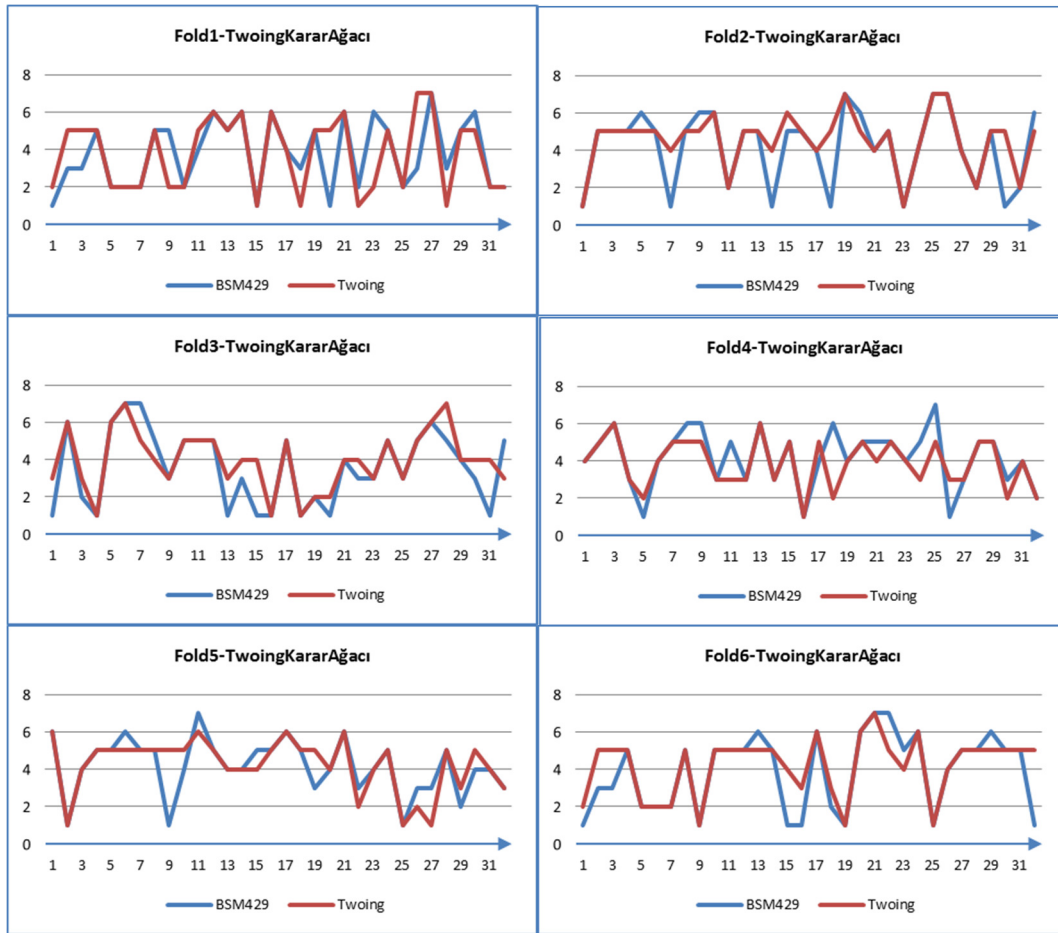 Fold1-TwoingKararAğacı
8
6
4
2
0
1 3 5 7 9 11 13 15 17 19 21 23 25 27 29 31
BSM429 Twoing
Fold2-TwoingKararAğacı
8
6
4
2
0
1 3 5 7 9 11 13 15 17 19 21 23 25 27 29 31
BSM429 Twoing
Fold3-TwoingKararAğacı
8
6
4
2
0
1 3 5 7 9 11 13 15 17 19 21 23 25 27 29 31
BSM429 Twoing
Fold4-TwoingKararAğacı
8
6
4
2
0
1 3 5 7 9 11 13 15 17 19 21 23 25 27 29 31
BSM429 Twoing
Fold5-TwoingKararAğacı
8
6
4
2
0
1 3 5 7 9 11 13 15 17 19 21 23 25 27 29 31
BSM429 Twoing
Fold6-TwoingKararAğacı
8
6
4
2
0
1 3 5 7 9 11 13 15 17 19 21 23 25 27 29 31
BSM429 Twoing